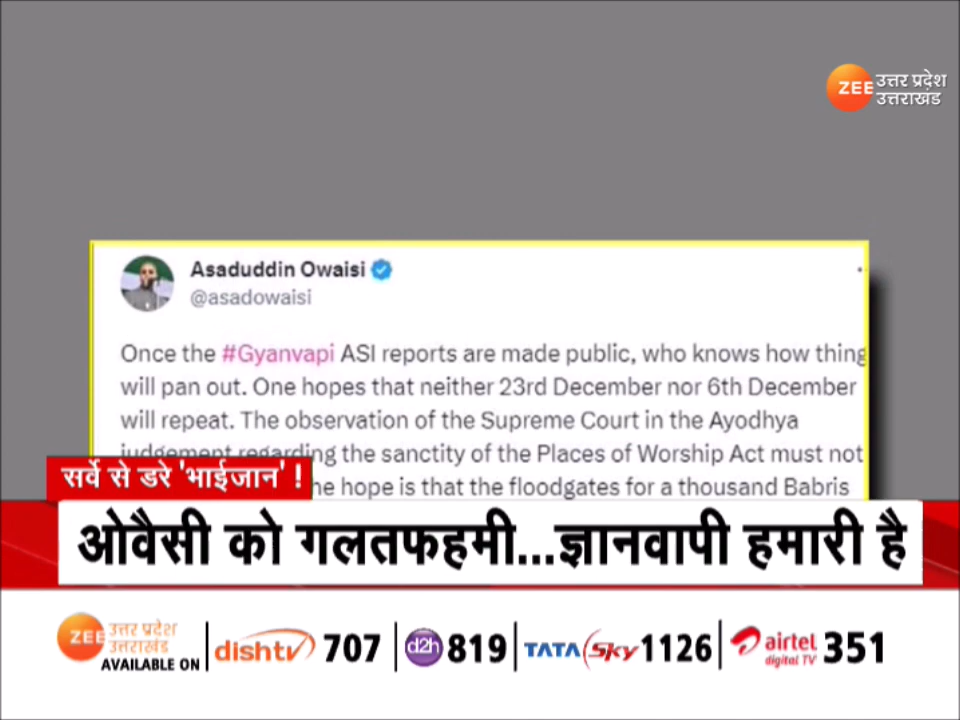 ZEE उत्तर प्रदेश
उत्तराखंड
Asaduddin Owaisi
@asadowaisi
Once the #Gyanvapi ASI reports are made public, who knows how thing
will pan out. One hopes that neither 23rd December nor 6th December
will repeat. The observation of the Supreme Court in the Ayodhya
judgement regarding the sanctity of the Places of Worship Act must not
he hope is that the floodgates for a thousand Babris
सर्वे से डरे 'भाईजान' !
ओवैसी को गलतफहमी...ज्ञानवापी हमारी है
ZEE उत्तर प्रदेश
उत्तराखंड
AVAILABLE ON
dishtv 707
d2h 819
TATA Sky 1126
airtel
digital TV 351